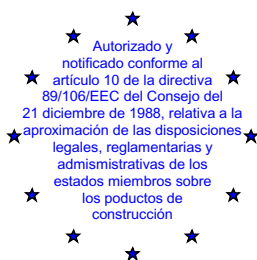 Autorizado y
notificado conforme al
artículo 10 de la directiva
89/106/EEC del Consejo del
21 diciembre de 1988, relativa a la
aproximación de las disposiciones
legales, reglamentarias y
admismistrativas de los
estados miembros sobre
los poductos de
construcción